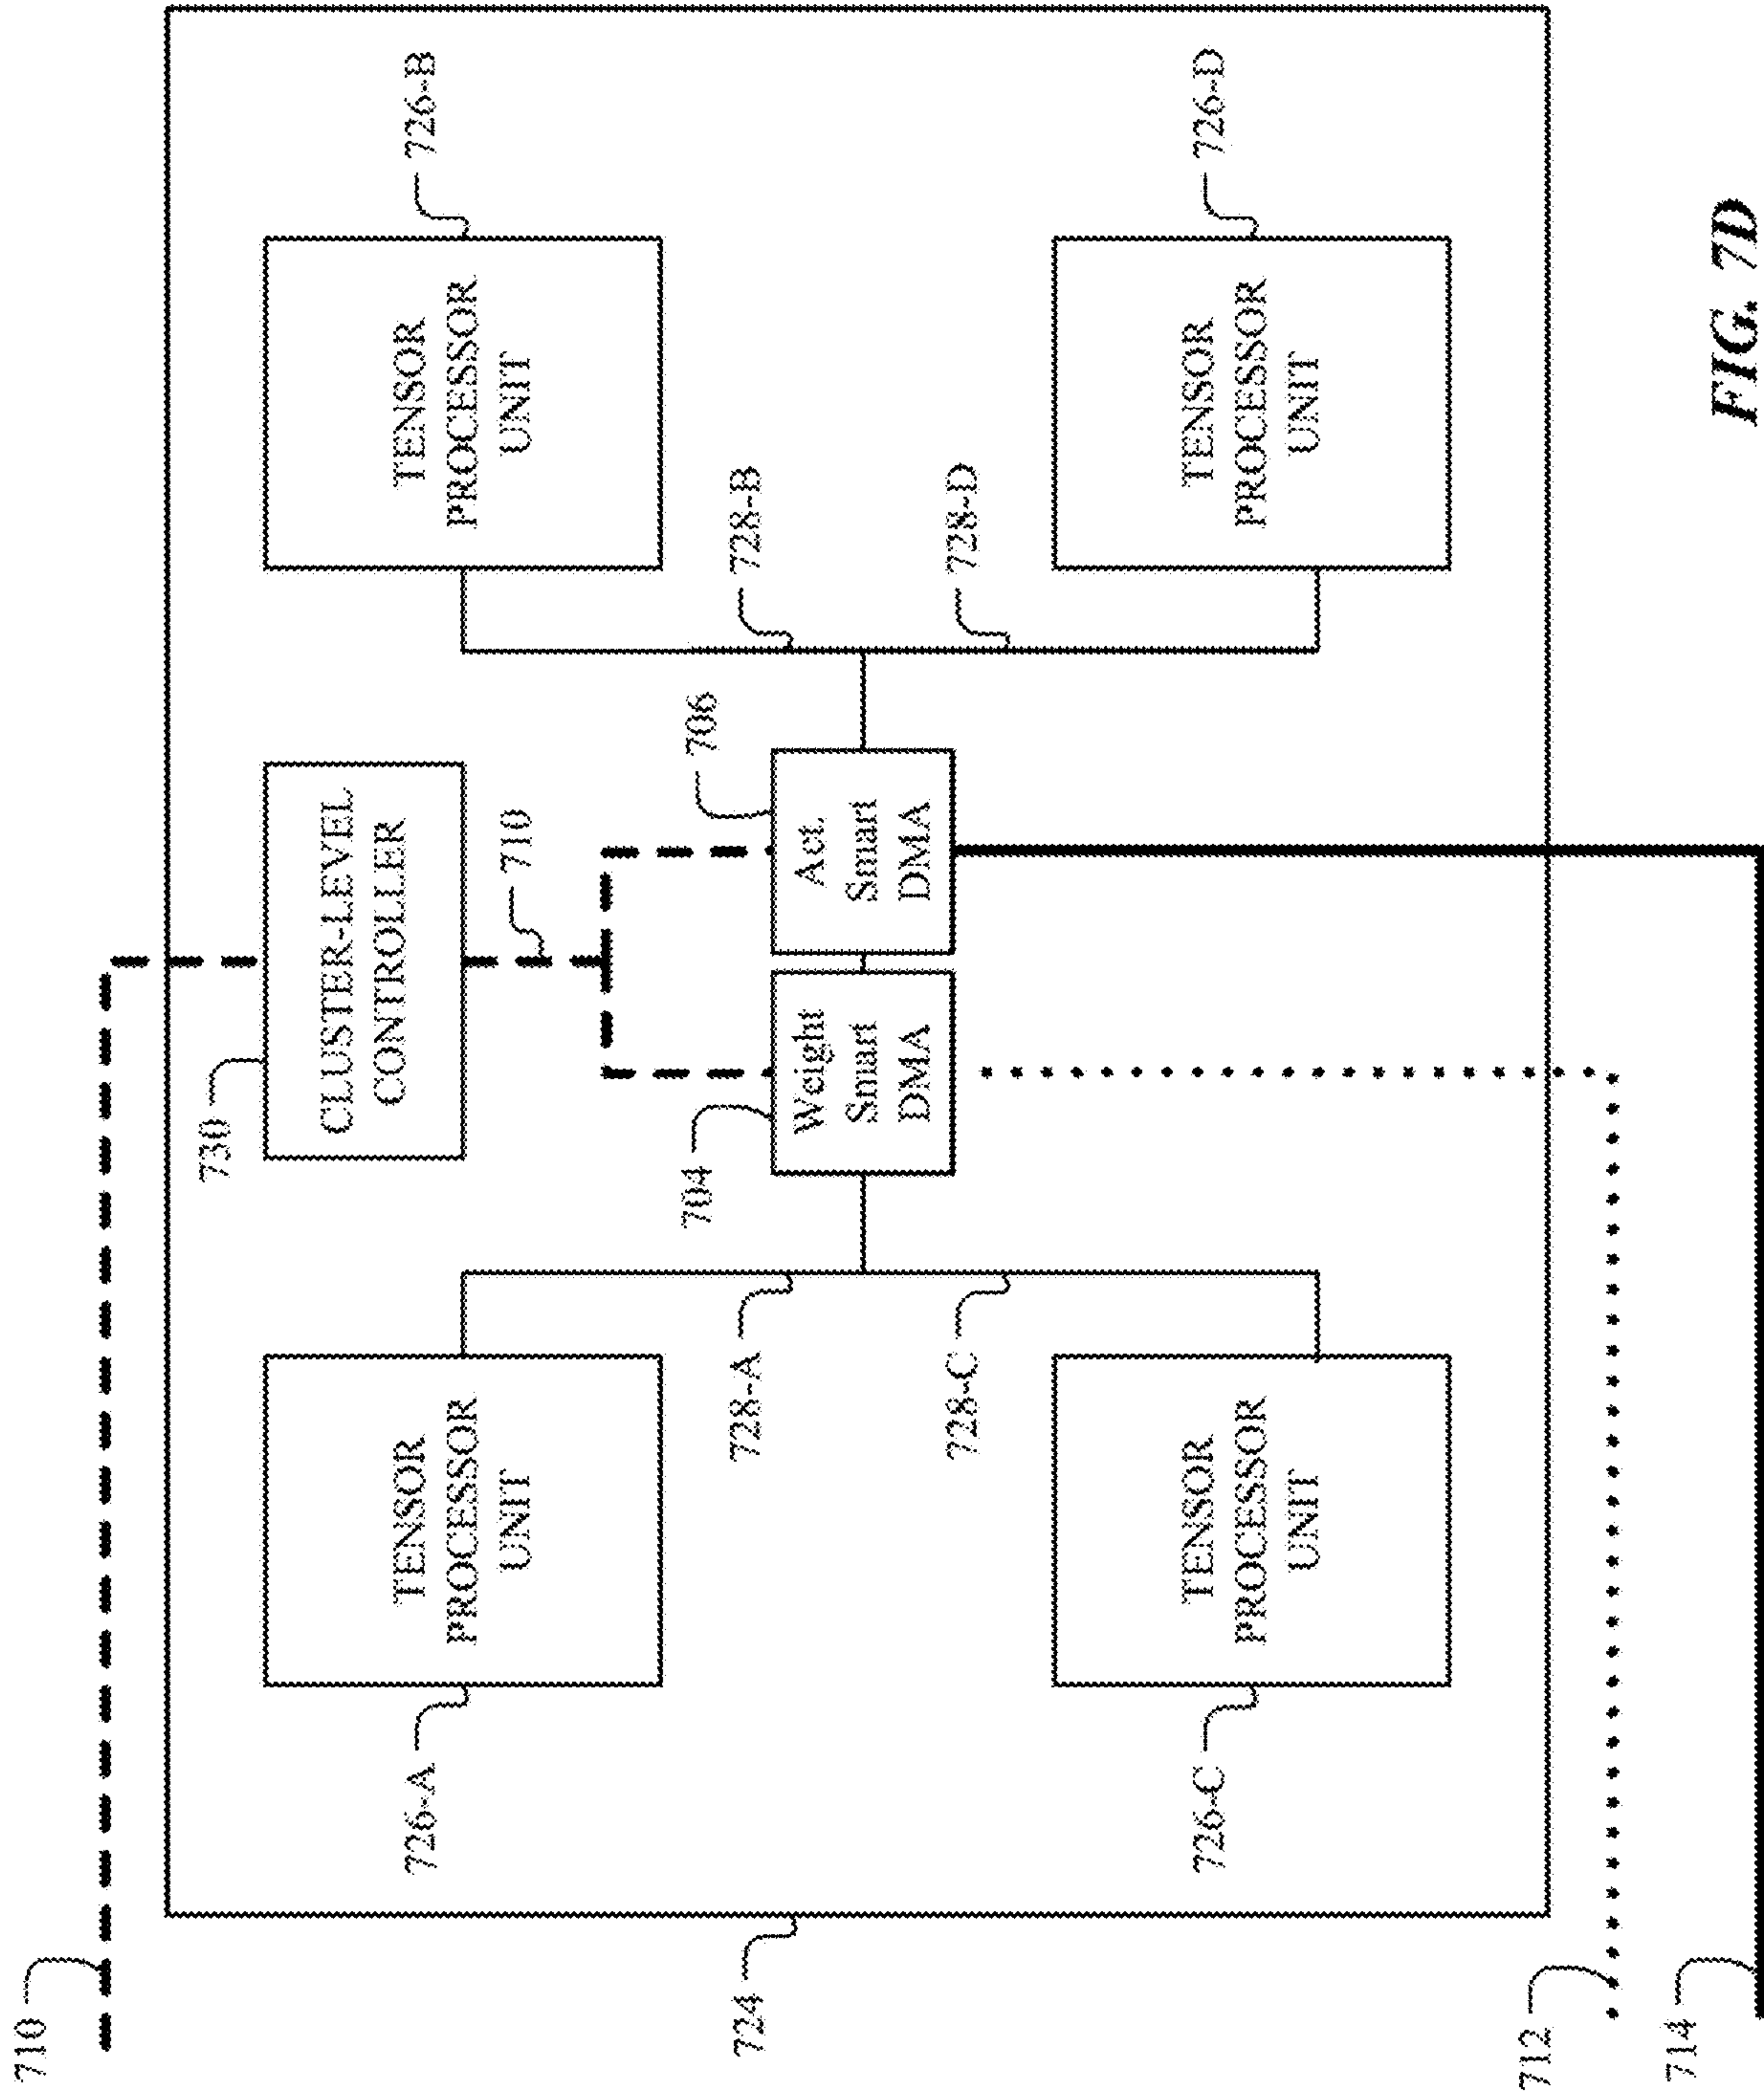 710
730
CLUSTER-LEVEL
CONTROLLER
710
726-A
TENSOR
PROCESSOR
UNIT
TENSOR
PROCESSOR
UNIT
726-B
724
728-A
704
706
728-B
Weight
Smart
DMA
Act.
Smart
DMA
728-C
728-D
726-C
TENSOR
PROCESSOR
UNIT
TENSOR
PROCESSOR
UNIT
726-D
712
714
FIG. 7D